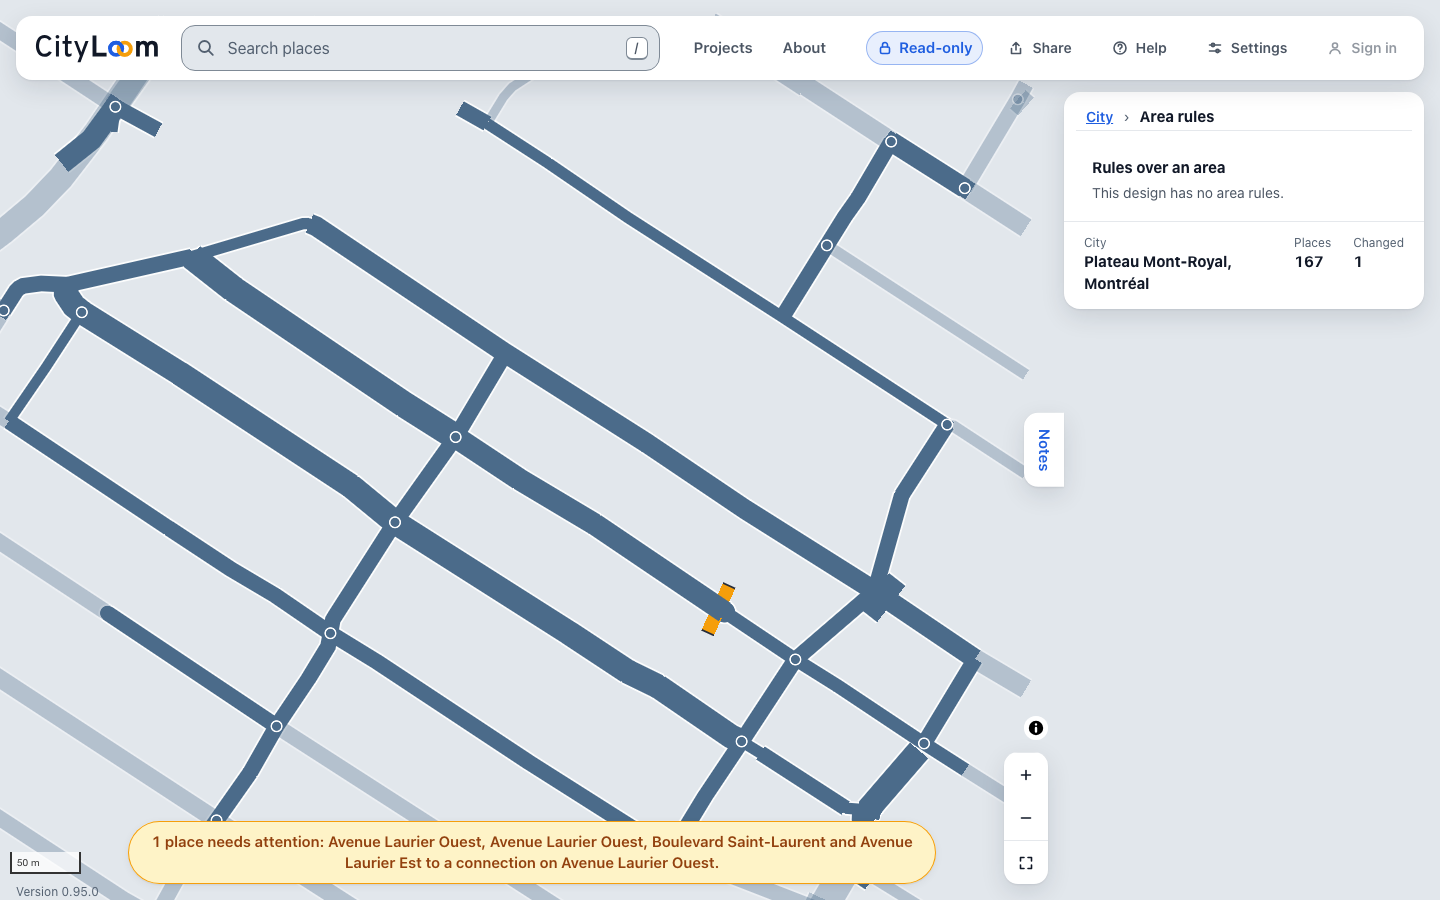 CityLoom
Search places
/
Projects
About
Read-only
Share
Help
Settings
Sign in
City › Area rules
Rules over an area
This design has no area rules.
City
Plateau Mont-Royal,
Montréal
Places
167
Changed
1
Notes
+
−
1 place needs attention: Avenue Laurier Ouest, Avenue Laurier Ouest, Boulevard Saint-Laurent and Avenue
Laurier Est to a connection on Avenue Laurier Ouest.
50 m
Version 0.95.0